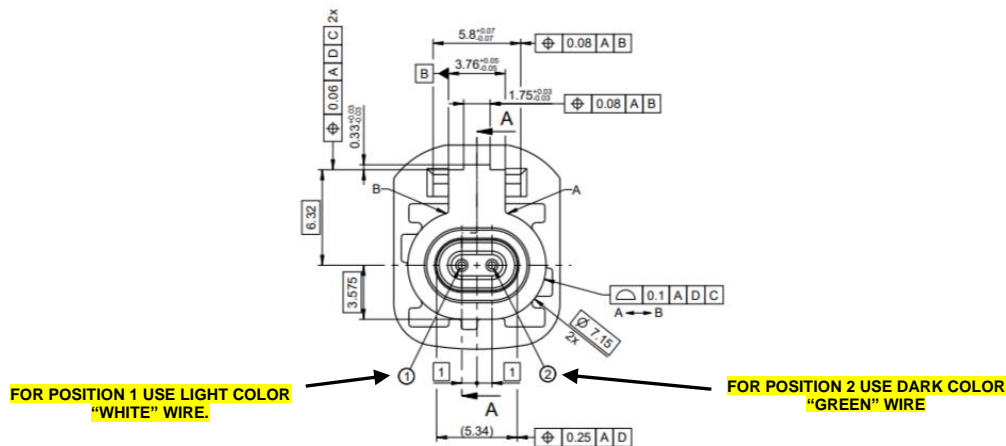 5.8 +0.07 -0.07
⌖ 0.08 A B
B
3.76 +0.05 -0.05
1.75 +0.03 -0.03
⌖ 0.08 A B
⌖ 0.06 A D C 2x
0.33 +0.03 -0.03
A
B
A
6.32
3.575
⌓ 0.1 A D C
A ↔ B
Ø 7.15
2x
1
1
1
2
A
(5.34)
⌖ 0.25 A D
FOR POSITION 1 USE LIGHT COLOR
“WHITE” WIRE.
FOR POSITION 2 USE DARK COLOR
“GREEN” WIRE